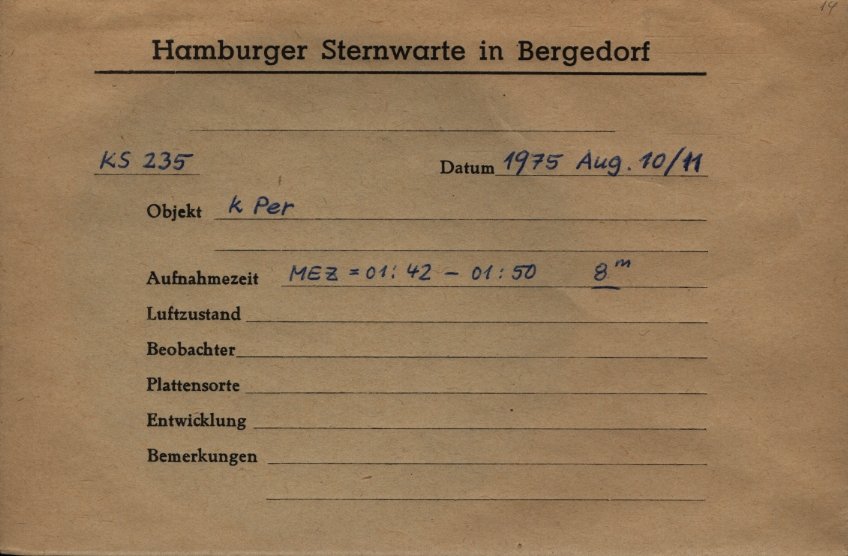 14
Hamburger Sternwarte in Bergedorf
KS 235 Datum 1975 Aug. 10/11
Objekt k Per
Aufnahmezeit MEZ = 01:42 – 01:50 8ᵐ
Luftzustand
Beobachter
Plattensorte
Entwicklung
Bemerkungen